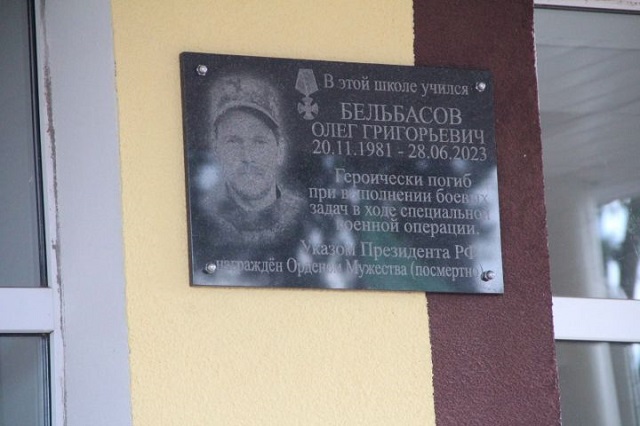 В этой школе учился
БЕЛЬБАСОВ
ОЛЕГ ГРИГОРЬЕВИЧ
20.11.1981 - 28.06.2023
Героически погиб
при выполнении боевых
задач в ходе специальной
военной операции.
Указом Президента РФ
награждён Орденом Мужества (посмертно)